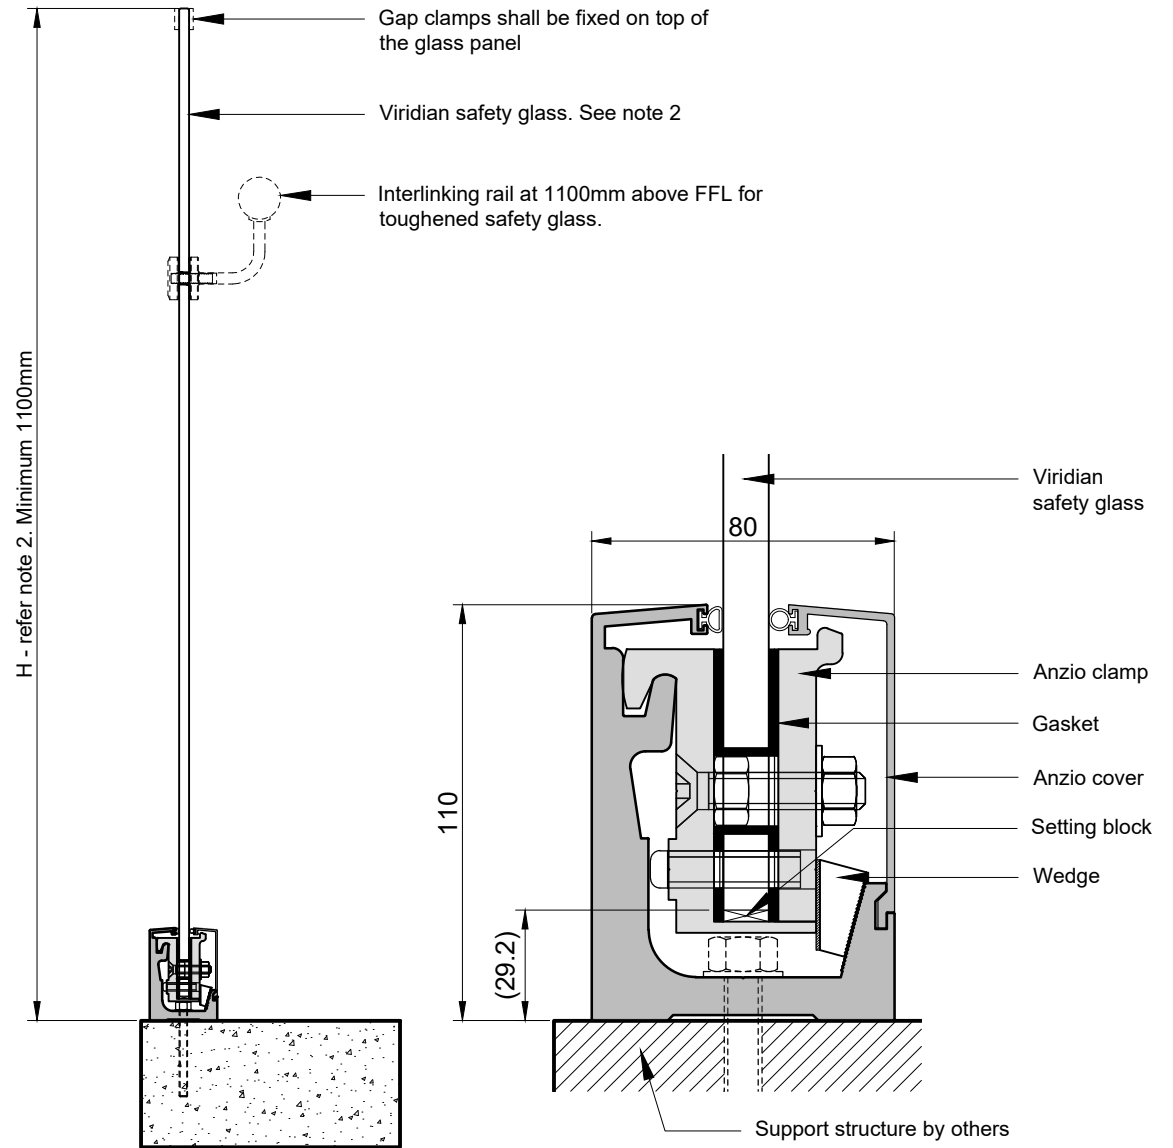 Gap clamps shall be fixed on top of
the glass panel
Viridian safety glass. See note 2
Interlinking rail at 1100mm above FFL for
toughened safety glass.
H - refer note 2. Minimum 1100mm
Viridian
safety glass
80
Anzio clamp
Gasket
Anzio cover
110
Setting block
Wedge
(29.2)
Support structure by others